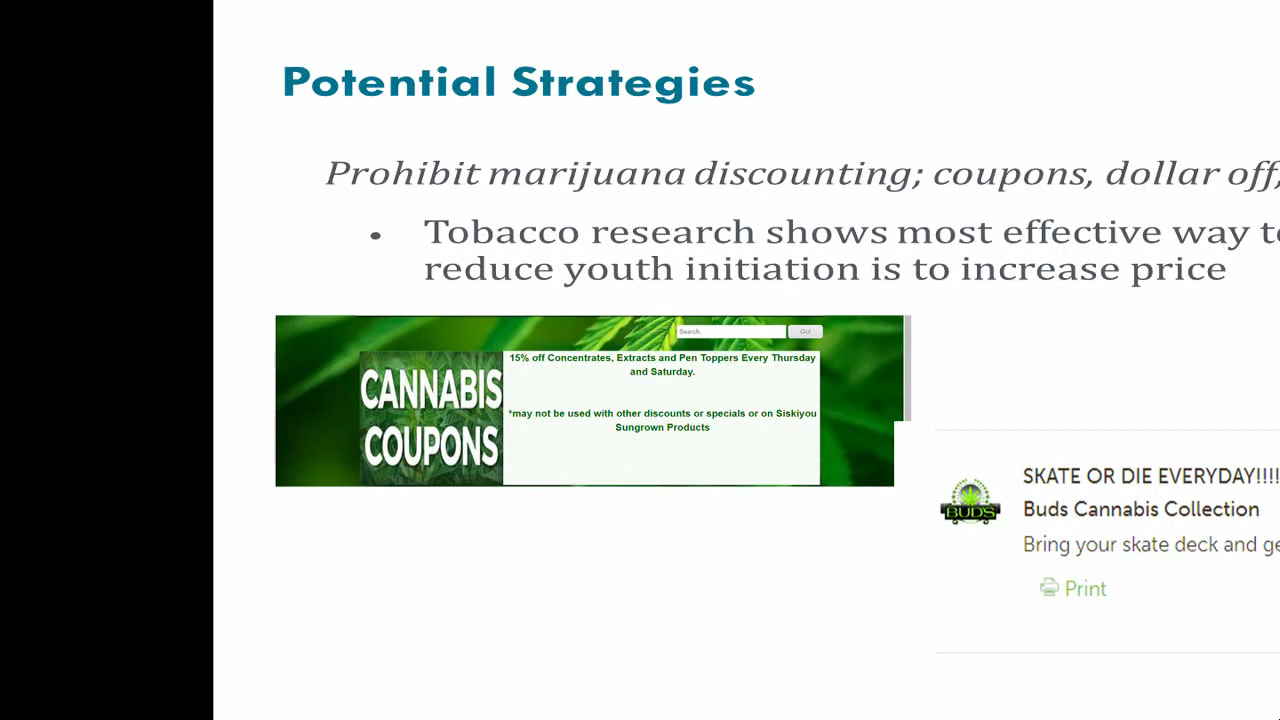 Potential Strategies
Prohibit marijuana discounting; coupons, dollar off,
• Tobacco research shows most effective way to
reduce youth initiation is to increase price
Search..
Go!
CANNABIS
COUPONS
15% off Concentrates, Extracts and Pen Toppers Every Thursday
and Saturday.
*may not be used with other discounts or specials or on Siskiyou
Sungrown Products
BUDS
SKATE OR DIE EVERYDAY!!!!
Buds Cannabis Collection
Bring your skate deck and ge
Print